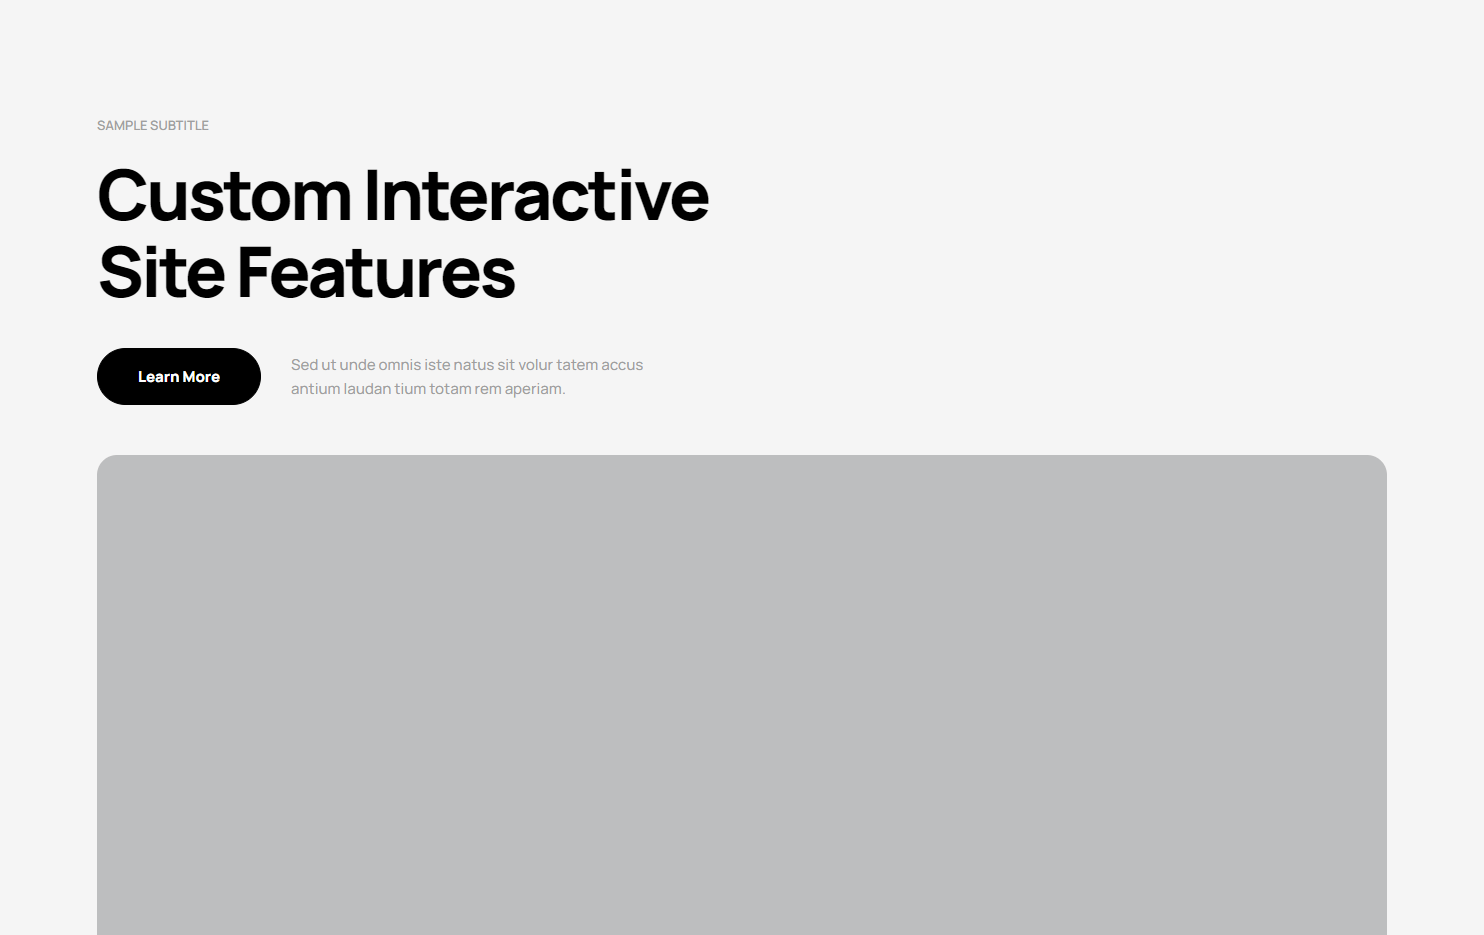 SAMPLE SUBTITLE
Custom Interactive
Site Features
Learn More
Sed ut unde omnis iste natus sit volur tatem accus
antium laudan tium totam rem aperiam.